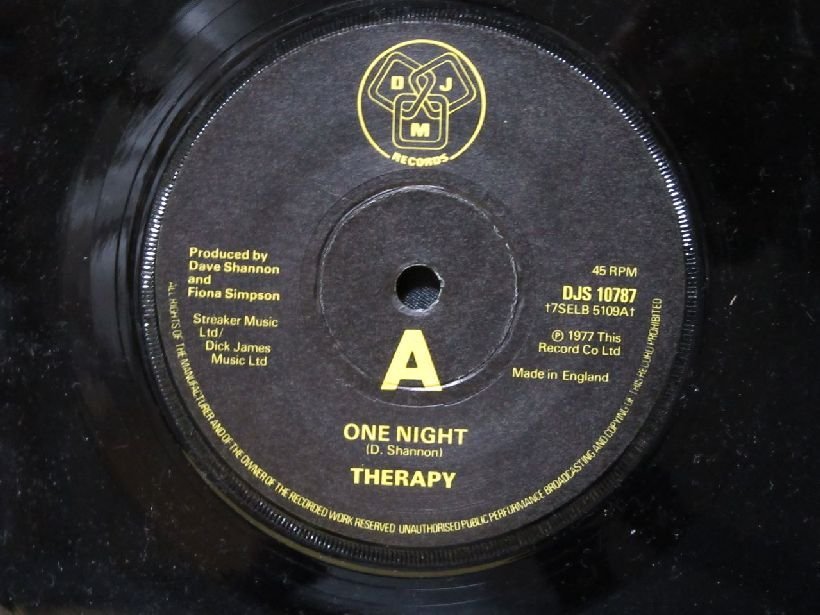 D J
M
RECORDS
Produced by
Dave Shannon
and
Fiona Simpson
Streaker Music
Ltd/
Dick James
Music Ltd
45 RPM
DJS 10787
†7SELB 5109A†
℗ 1977 This
Record Co Ltd
Made in England
A
ONE NIGHT
(D. Shannon)
THERAPY
ALL RIGHTS OF THE MANUFACTURER AND OF THE OWNER OF THE RECORDED WORK RESERVED UNAUTHORISED PUBLIC PERFORMANCE BROADCASTING AND COPYING OF THIS RECORD PROHIBITED